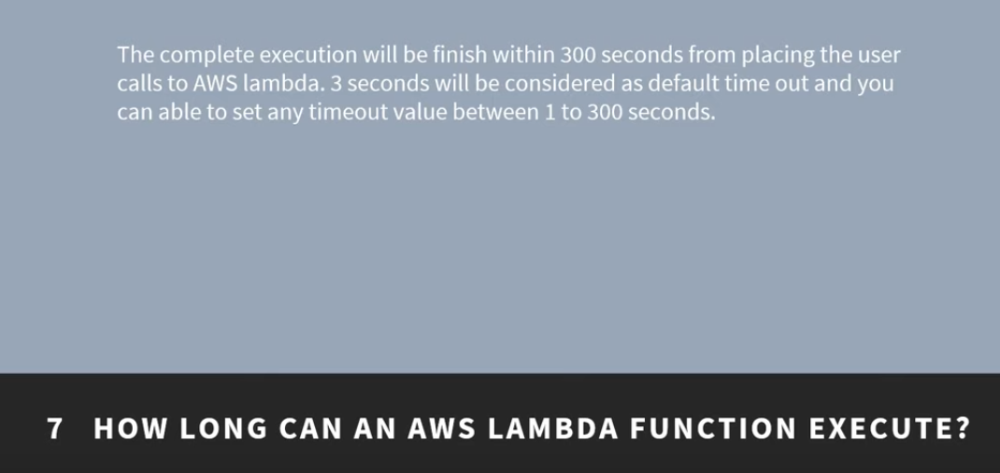 The complete execution will be finish within 300 seconds from placing the user
calls to AWS lambda. 3 seconds will be considered as default time out and you
can able to set any timeout value between 1 to 300 seconds.
7 HOW LONG CAN AN AWS LAMBDA FUNCTION EXECUTE?